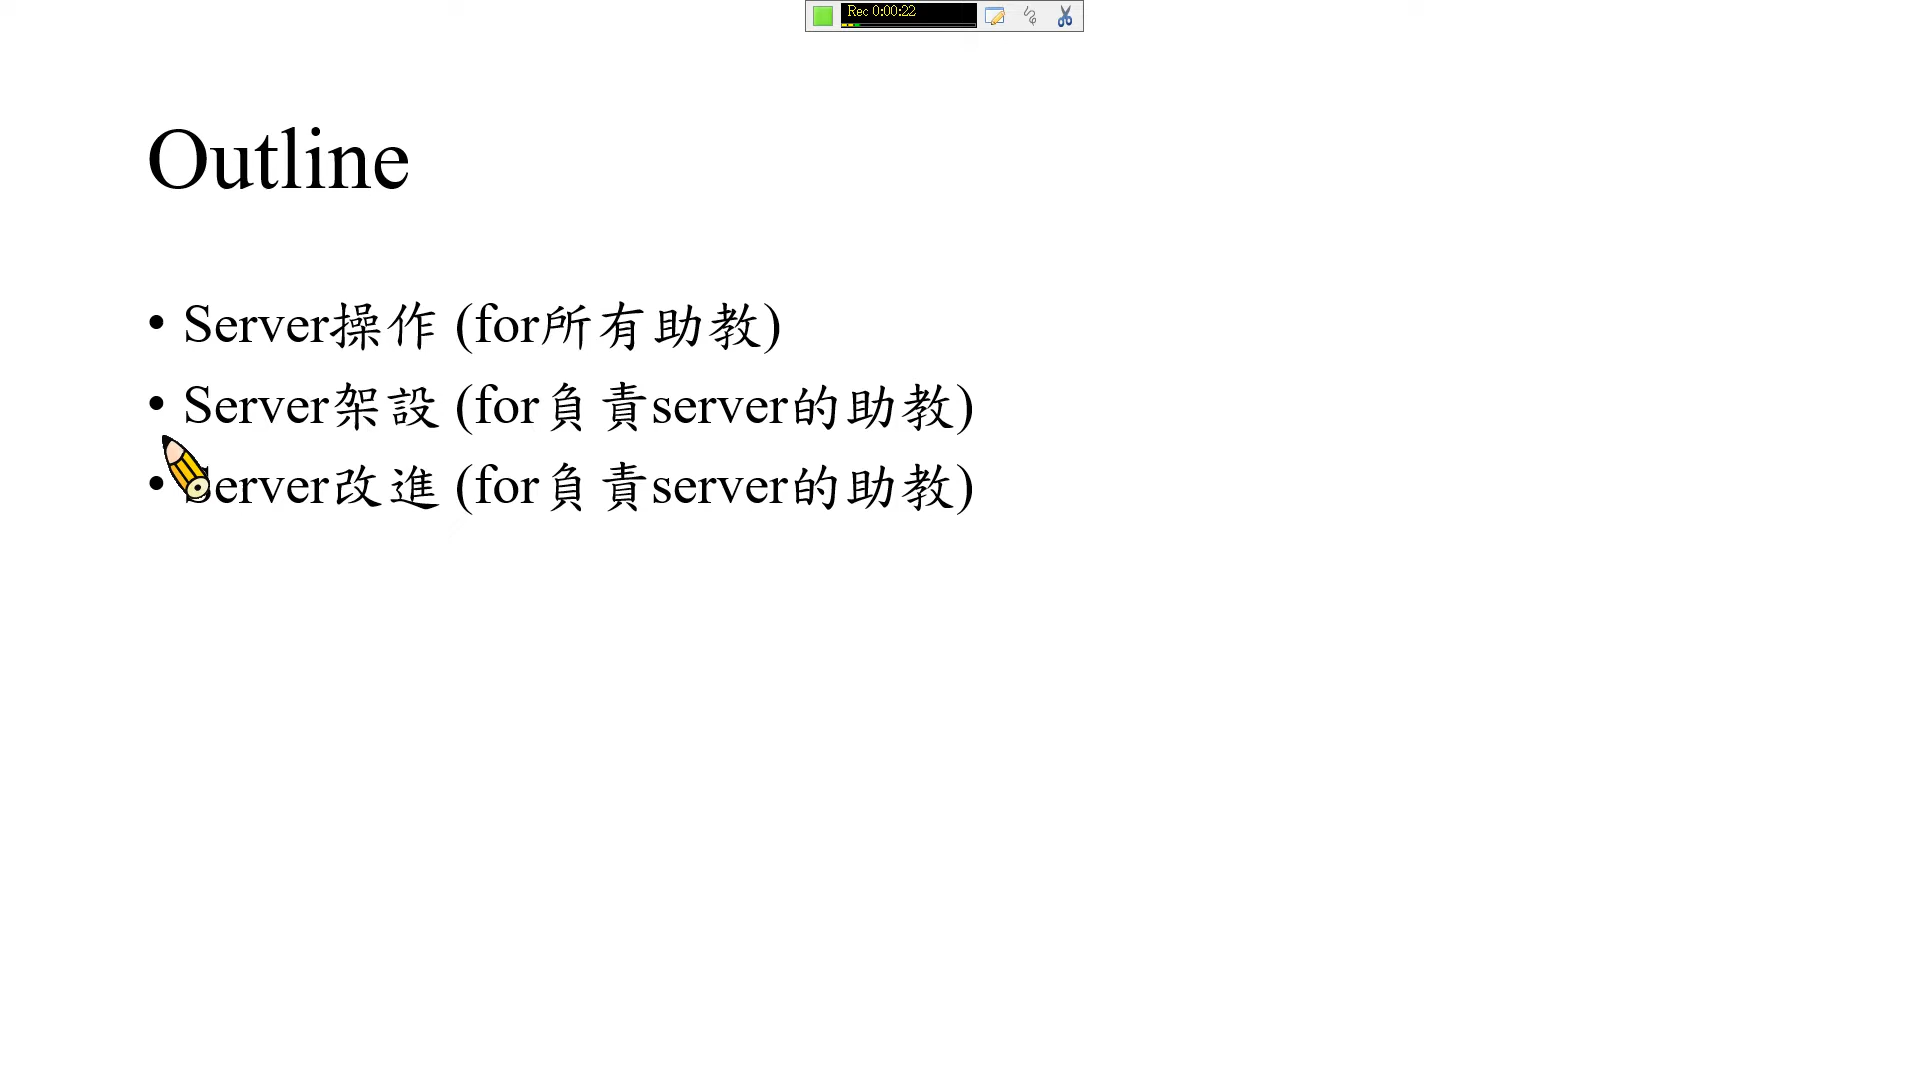 Rec 0:00:22
Outline
• Server操作 (for所有助教)
• Server架設 (for負責server的助教)
• Server改進 (for負責server的助教)